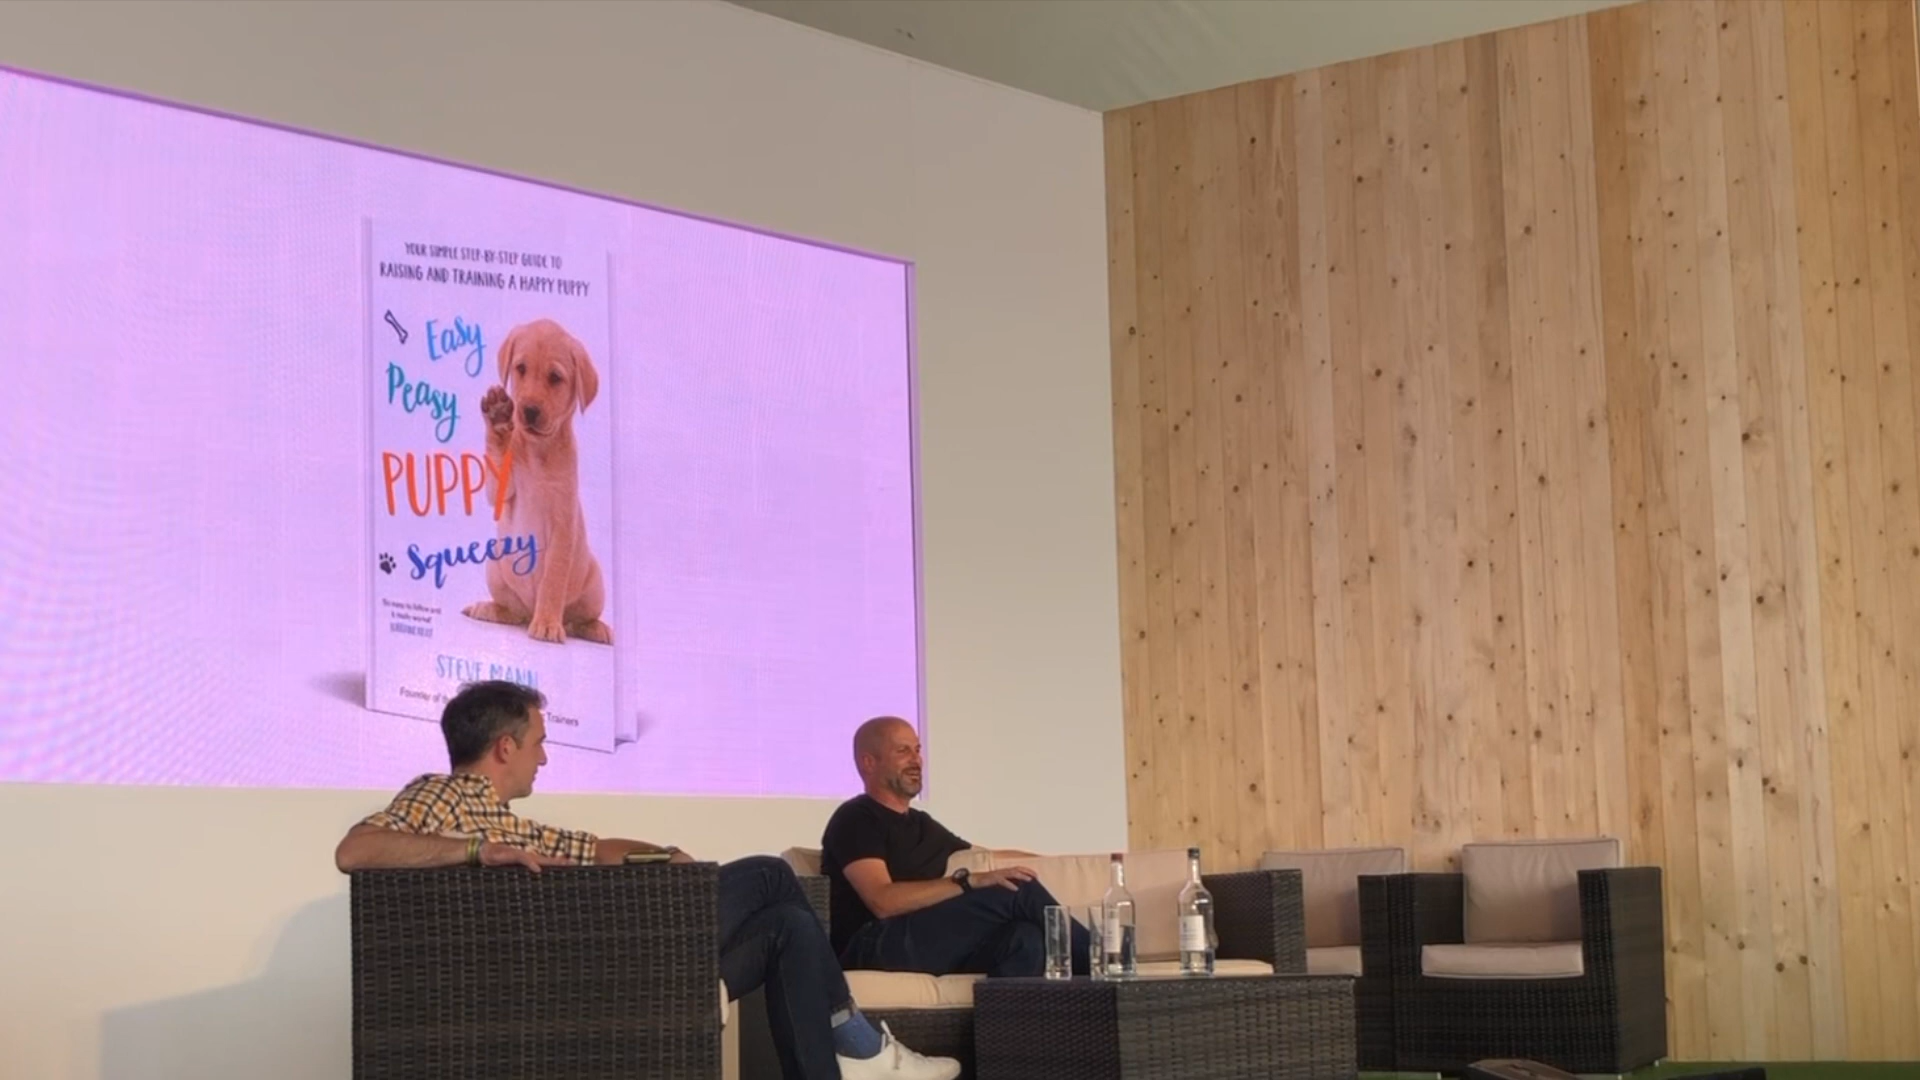 YOUR SIMPLE STEP-BY-STEP GUIDE TO
RAISING AND TRAINING A HAPPY PUPPY
Easy
Peasy
PUPPY
Squeezy
STEVE MANN
Founder of
Trainers